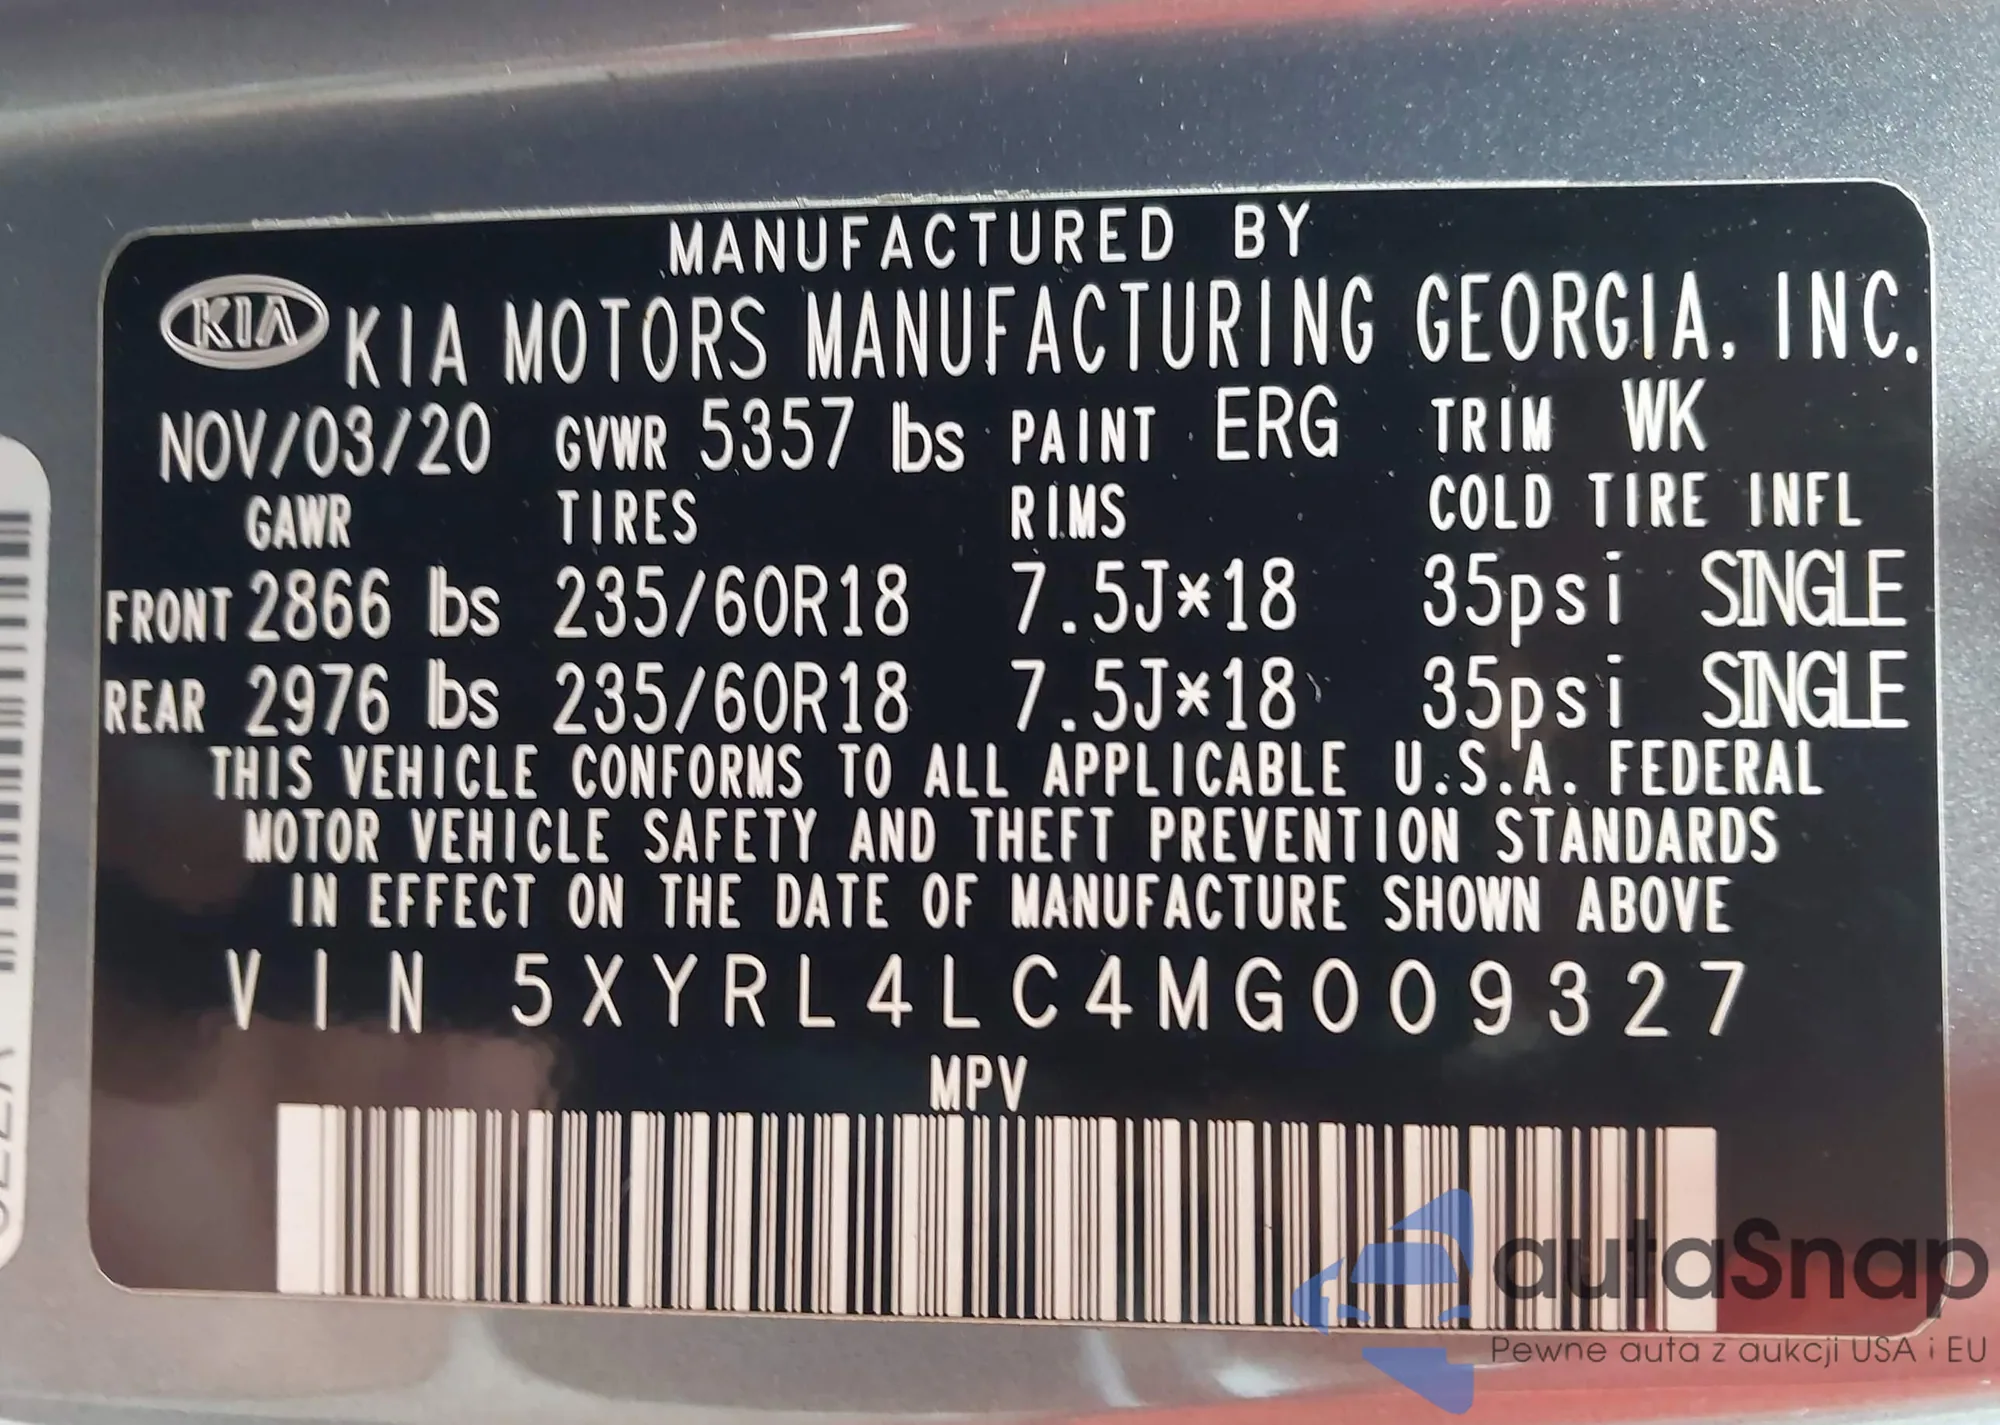 MANUFACTURED BY
KIA KIA MOTORS MANUFACTURING GEORGIA, INC.
NOV/03/20 GVWR 5357 lbs PAINT ERG TRIM WK
GAWR TIRES RIMS COLD TIRE INFL
FRONT 2866 lbs 235/60R18 7.5J*18 35psi SINGLE
REAR 2976 lbs 235/60R18 7.5J*18 35psi SINGLE
THIS VEHICLE CONFORMS TO ALL APPLICABLE U.S.A. FEDERAL
MOTOR VEHICLE SAFETY AND THEFT PREVENTION STANDARDS
IN EFFECT ON THE DATE OF MANUFACTURE SHOWN ABOVE
VIN 5XYRL4LC4MG009327
MPV
autaSnap
Pewne auta z aukcji USA i EU